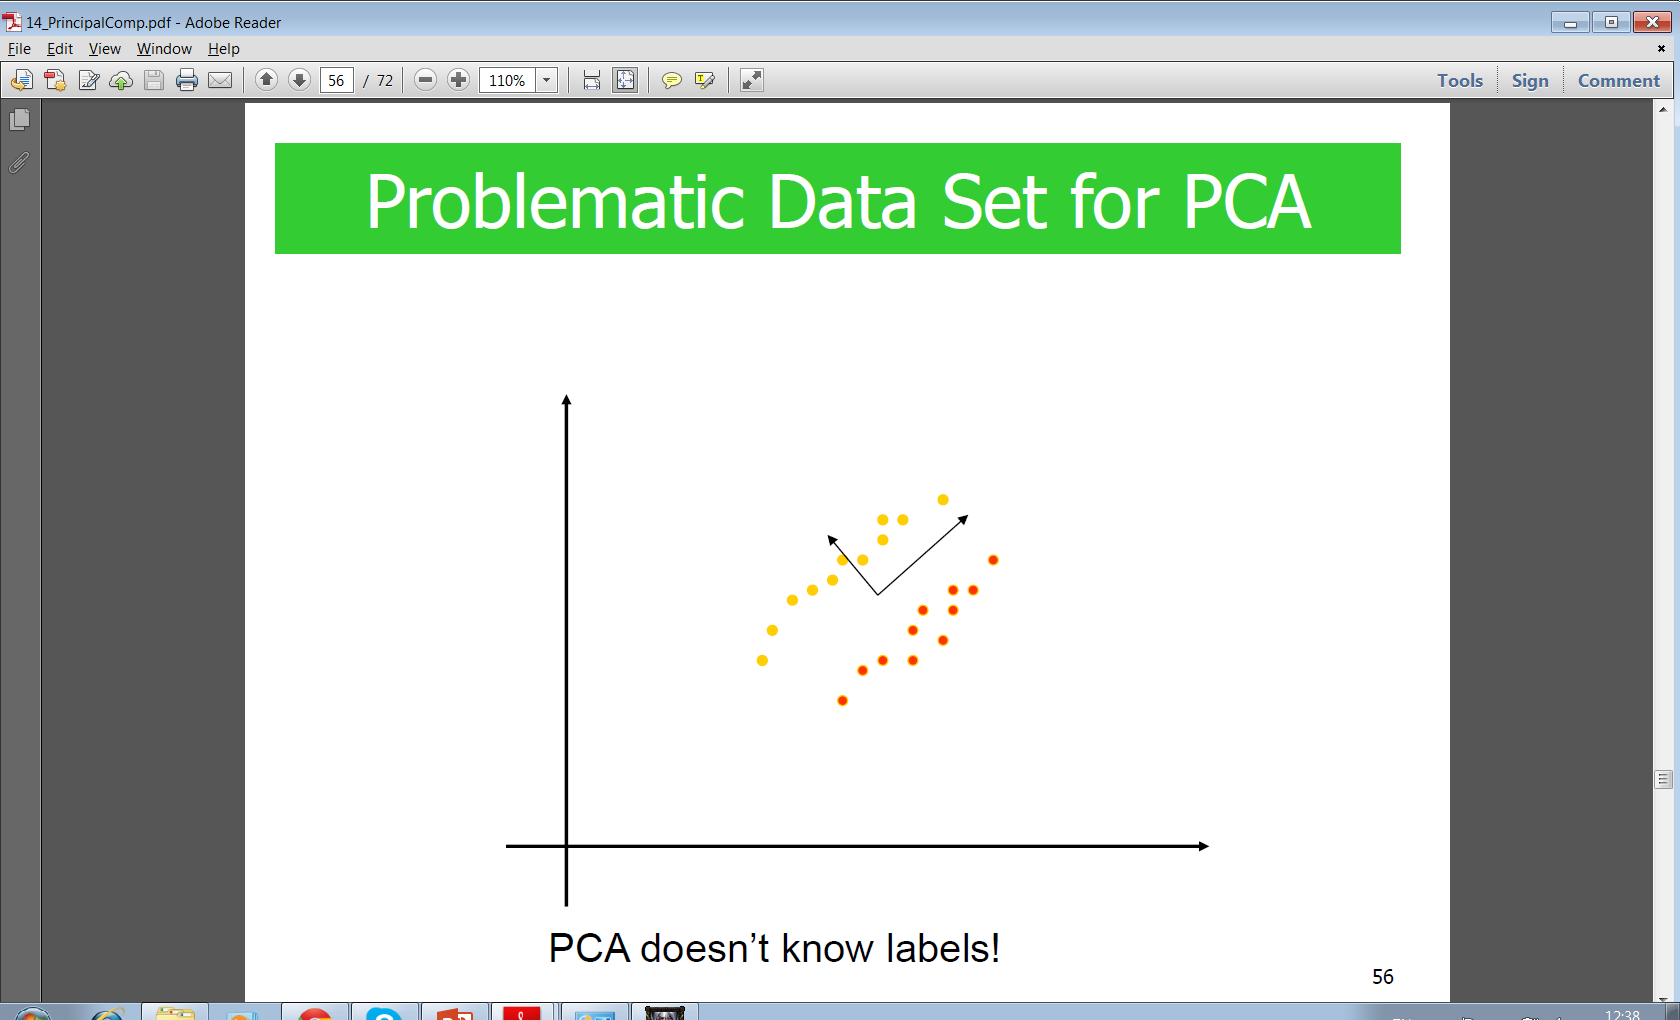 14_PrincipalComp.pdf - Adobe Reader
File Edit View Window Help
56 / 72 110% Tools Sign Comment
Problematic Data Set for PCA
PCA doesn't know labels!
56
12:38